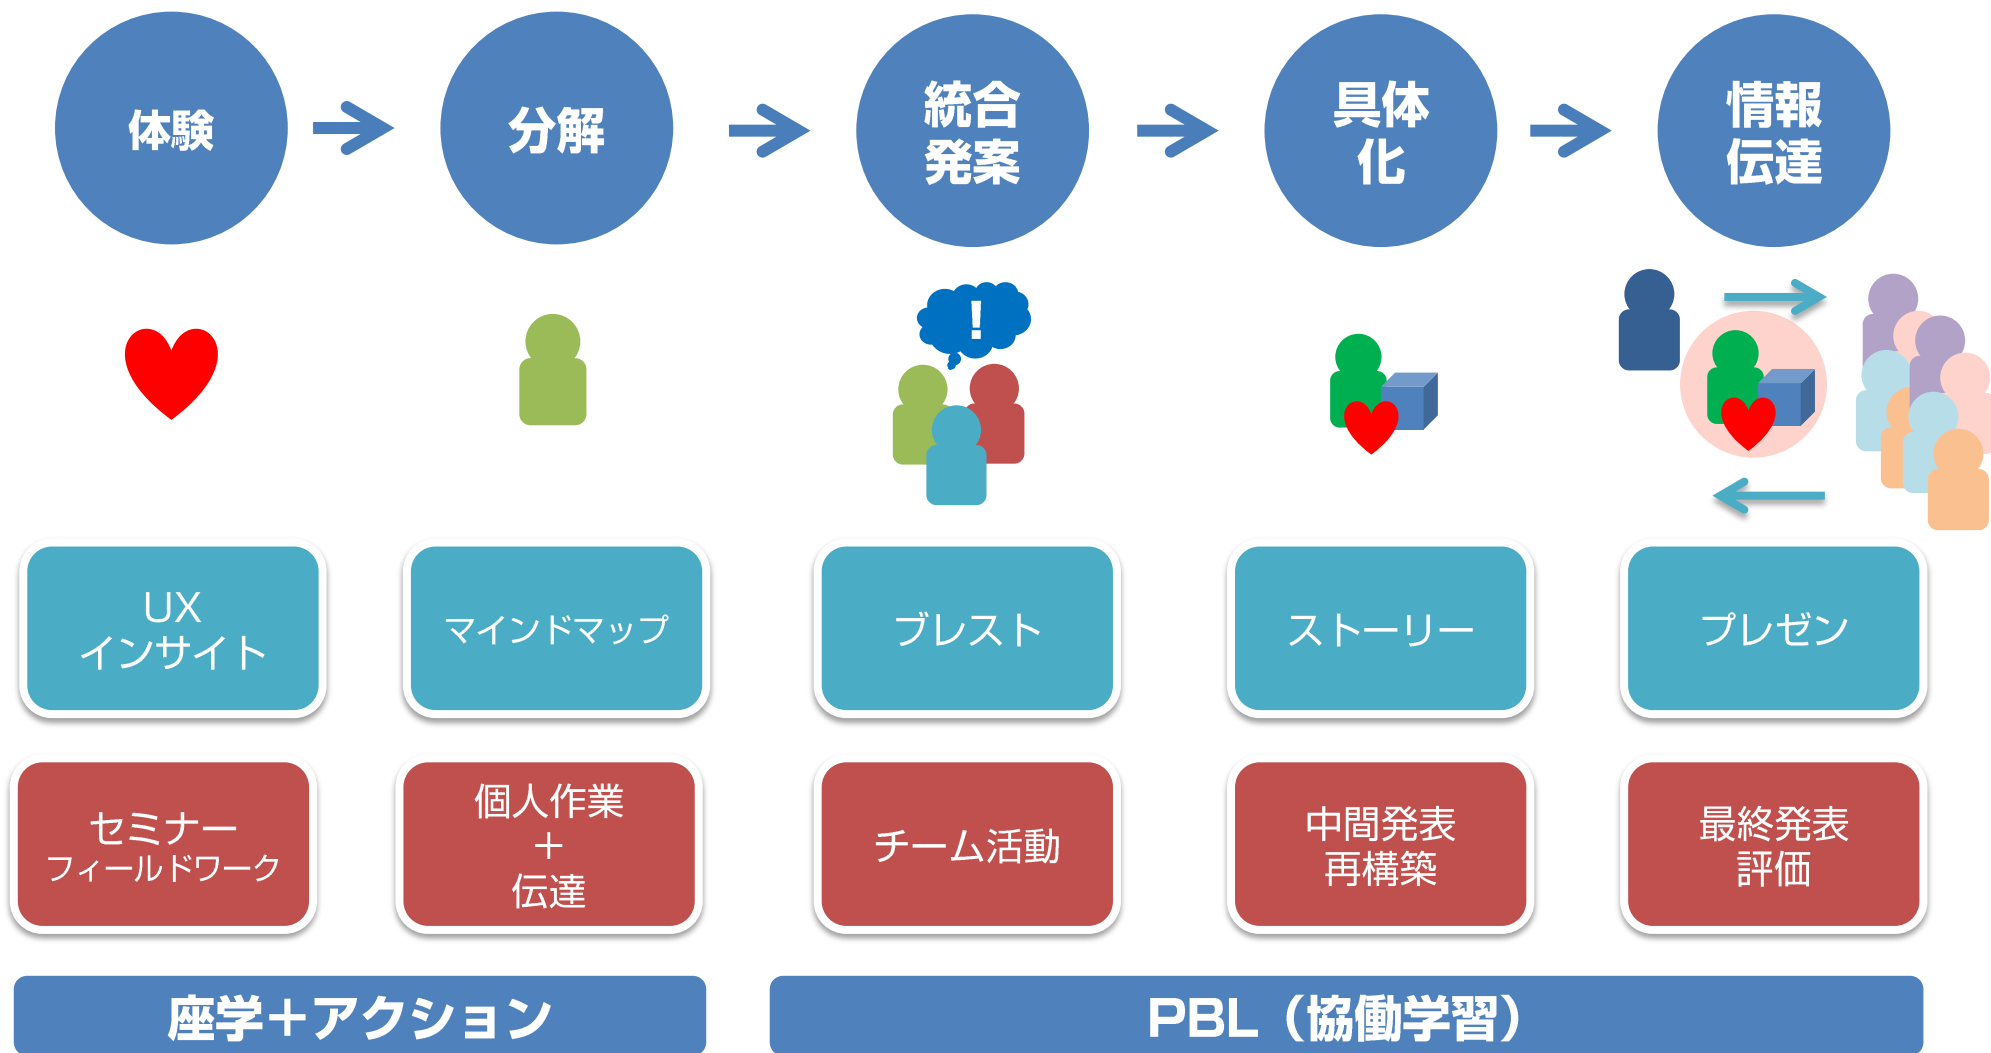 体験
分解
統合
発案
具体
化
情報
伝達
!
UX
インサイト
マインドマップ
ブレスト
ストーリー
プレゼン
セミナー
フィールドワーク
個人作業
+
伝達
チーム活動
中間発表
再構築
最終発表
評価
座学+アクション
PBL（協働学習）